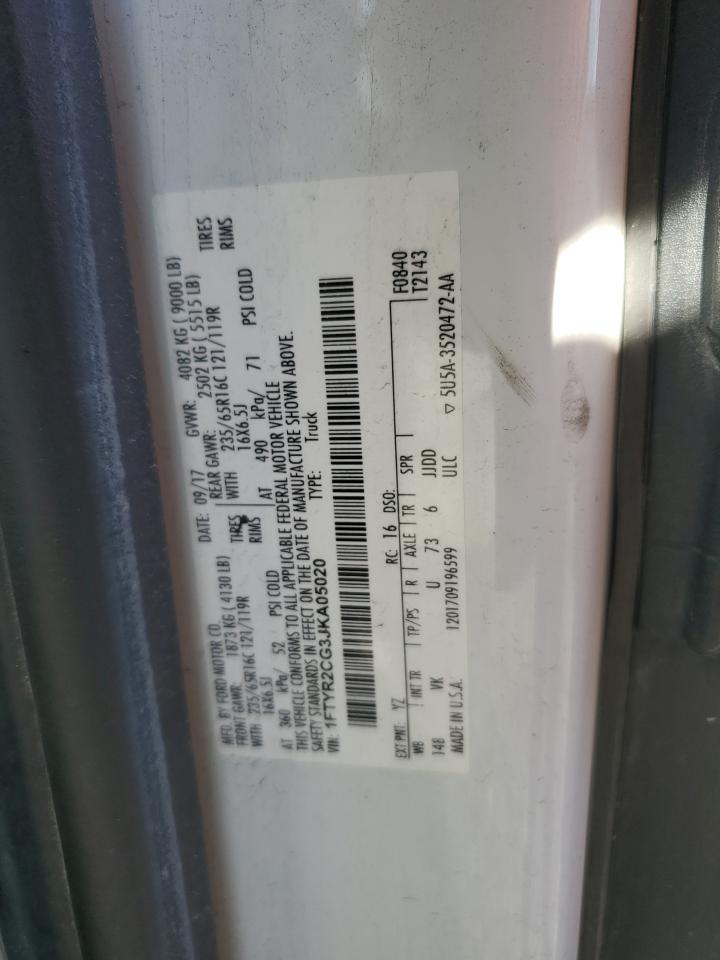 MFD. BY FORD MOTOR CO.
DATE: 09/17 GVWR: 4082 KG ( 9000 LB)
FRONT GAWR: 1873 KG ( 4130 LB)
REAR GAWR: 2502 KG ( 5515 LB)
WITH 235/65R16C 121/119R TIRES
WITH 235/65R16C 121/119R TIRES
16X6.5J RIMS
16X6.5J RIMS
AT 360 kPa/ 52 PSI COLD
AT 490 kPa/ 71 PSI COLD
THIS VEHICLE CONFORMS TO ALL APPLICABLE FEDERAL MOTOR VEHICLE
SAFETY STANDARDS IN EFFECT ON THE DATE OF MANUFACTURE SHOWN ABOVE.
VIN: 1FTYR2CG3JKA05020 TYPE: Truck
EXT PNT: YZ RC: 16 DSO: F0840
WB INT TR TP/PS R AXLE TR SPR T2143
148 VK U 73 6 JJDD
MADE IN U.S.A. 1201709196599 ULC ▽ 5U5A-3520472-AA